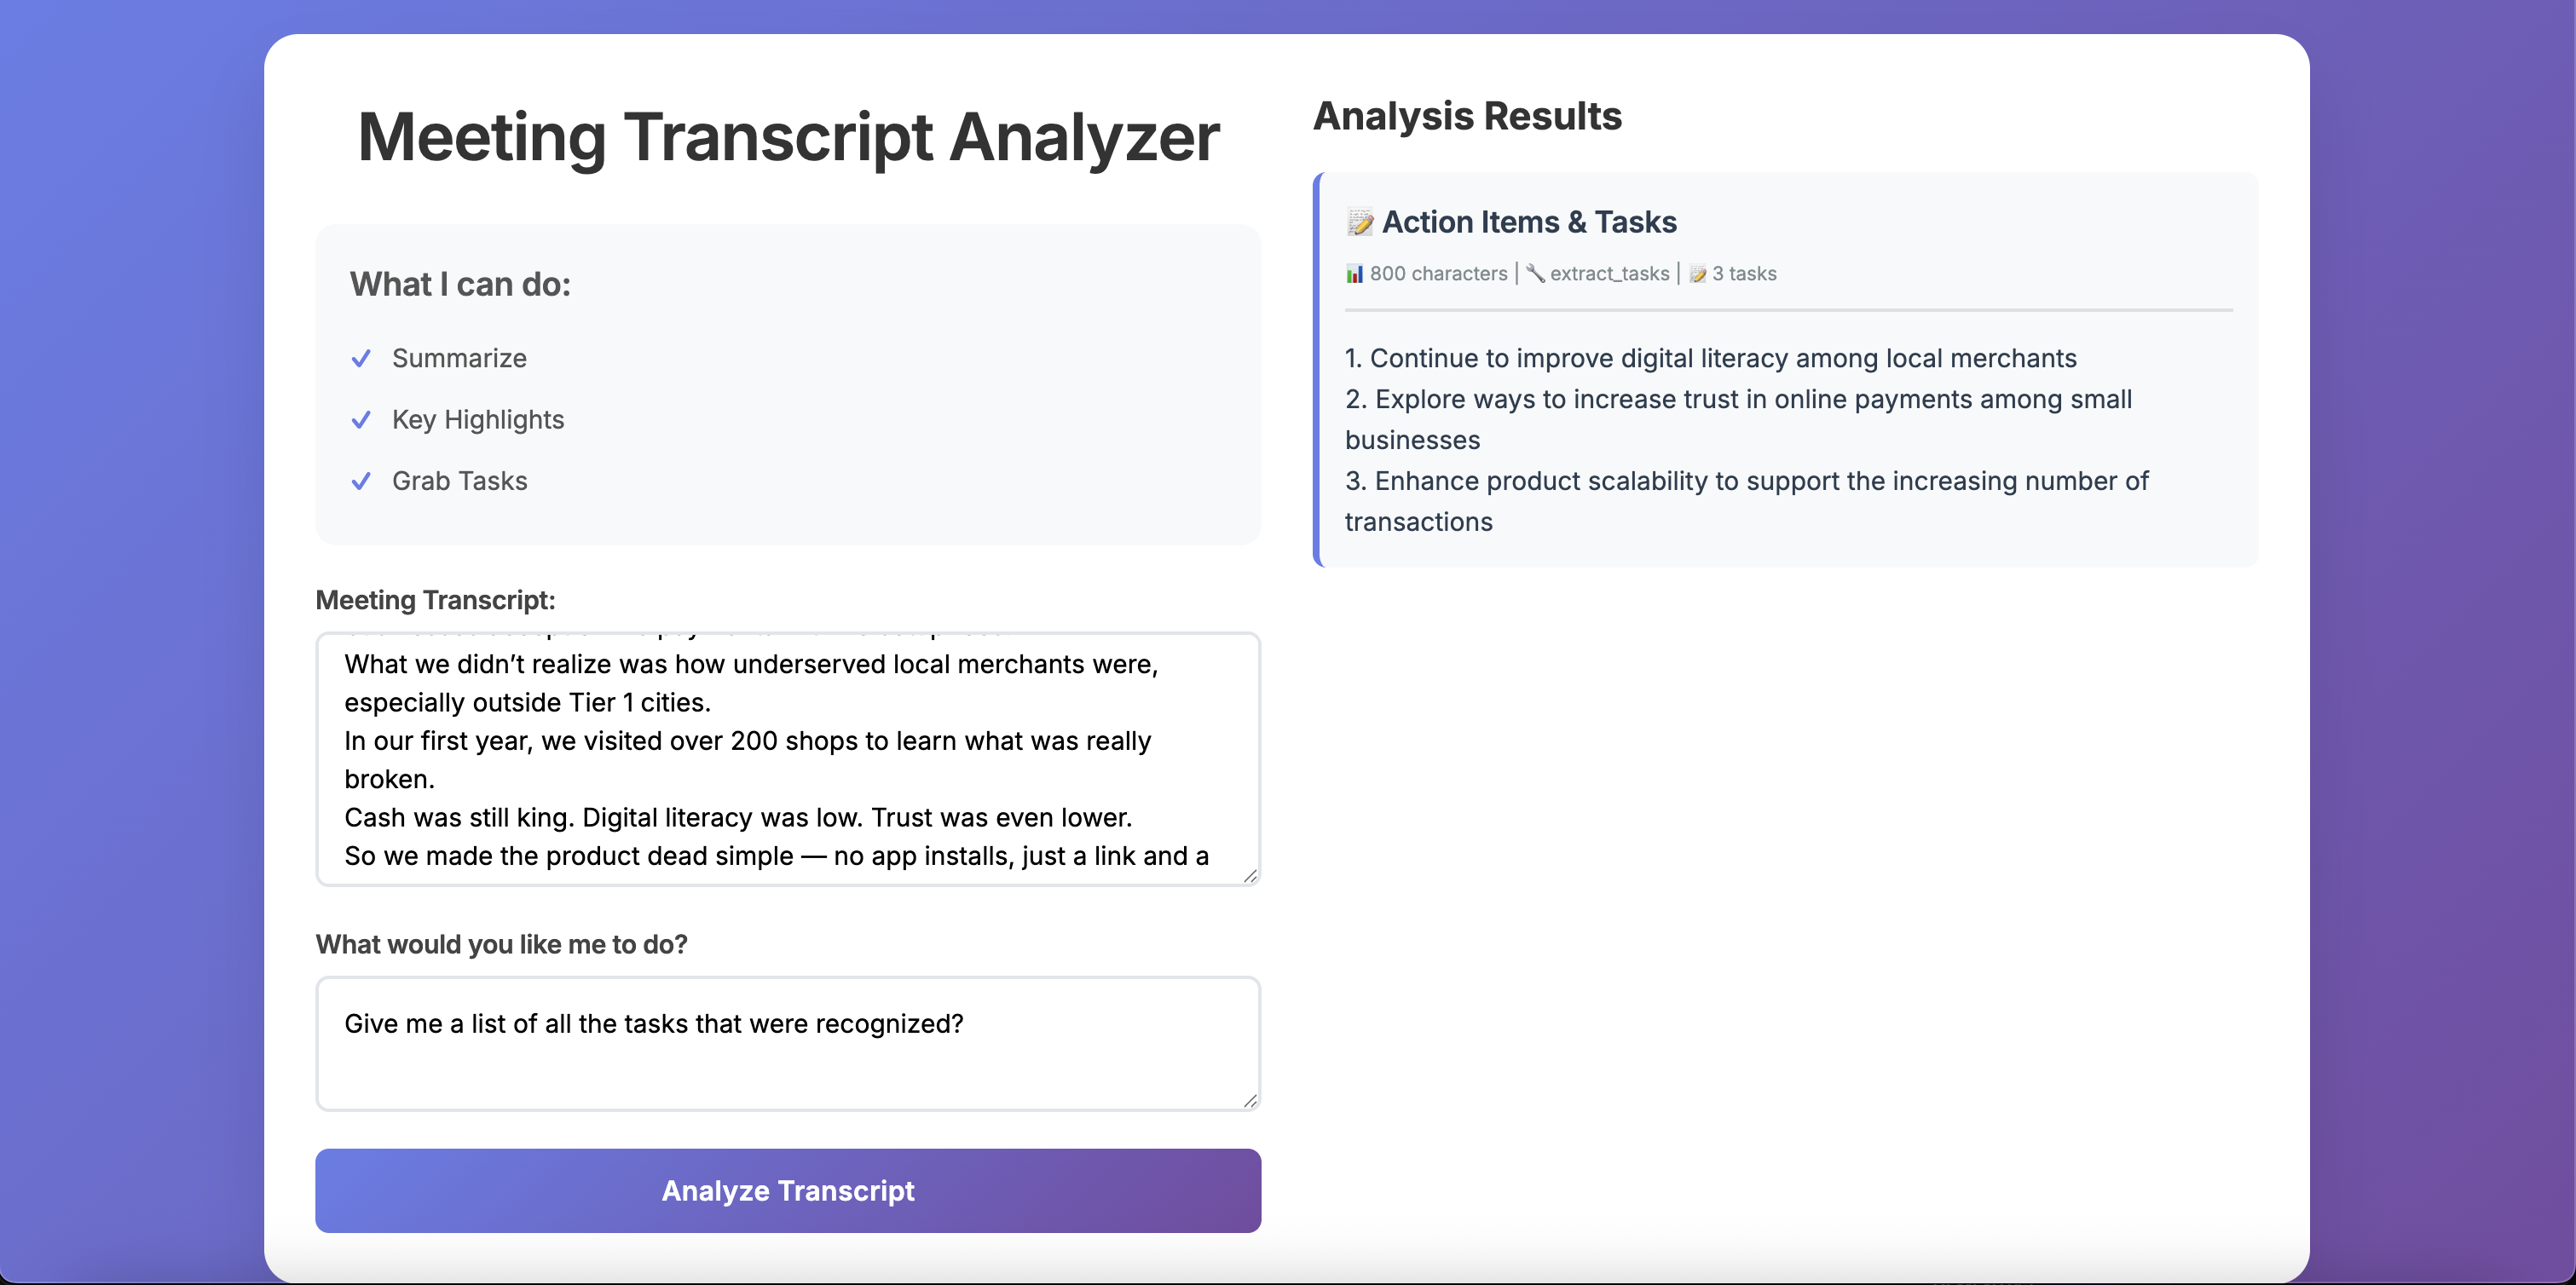 Meeting Transcript Analyzer
What I can do:
Summarize
Key Highlights
Grab Tasks
Meeting Transcript:
What we didn’t realize was how underserved local merchants were,
especially outside Tier 1 cities.
In our first year, we visited over 200 shops to learn what was really
broken.
Cash was still king. Digital literacy was low. Trust was even lower.
So we made the product dead simple — no app installs, just a link and a
What would you like me to do?
Give me a list of all the tasks that were recognized?
Analyze Transcript
Analysis Results
📝 Action Items & Tasks
📊 800 characters | 🔧 extract_tasks | 📝 3 tasks
1. Continue to improve digital literacy among local merchants
2. Explore ways to increase trust in online payments among small
businesses
3. Enhance product scalability to support the increasing number of
transactions